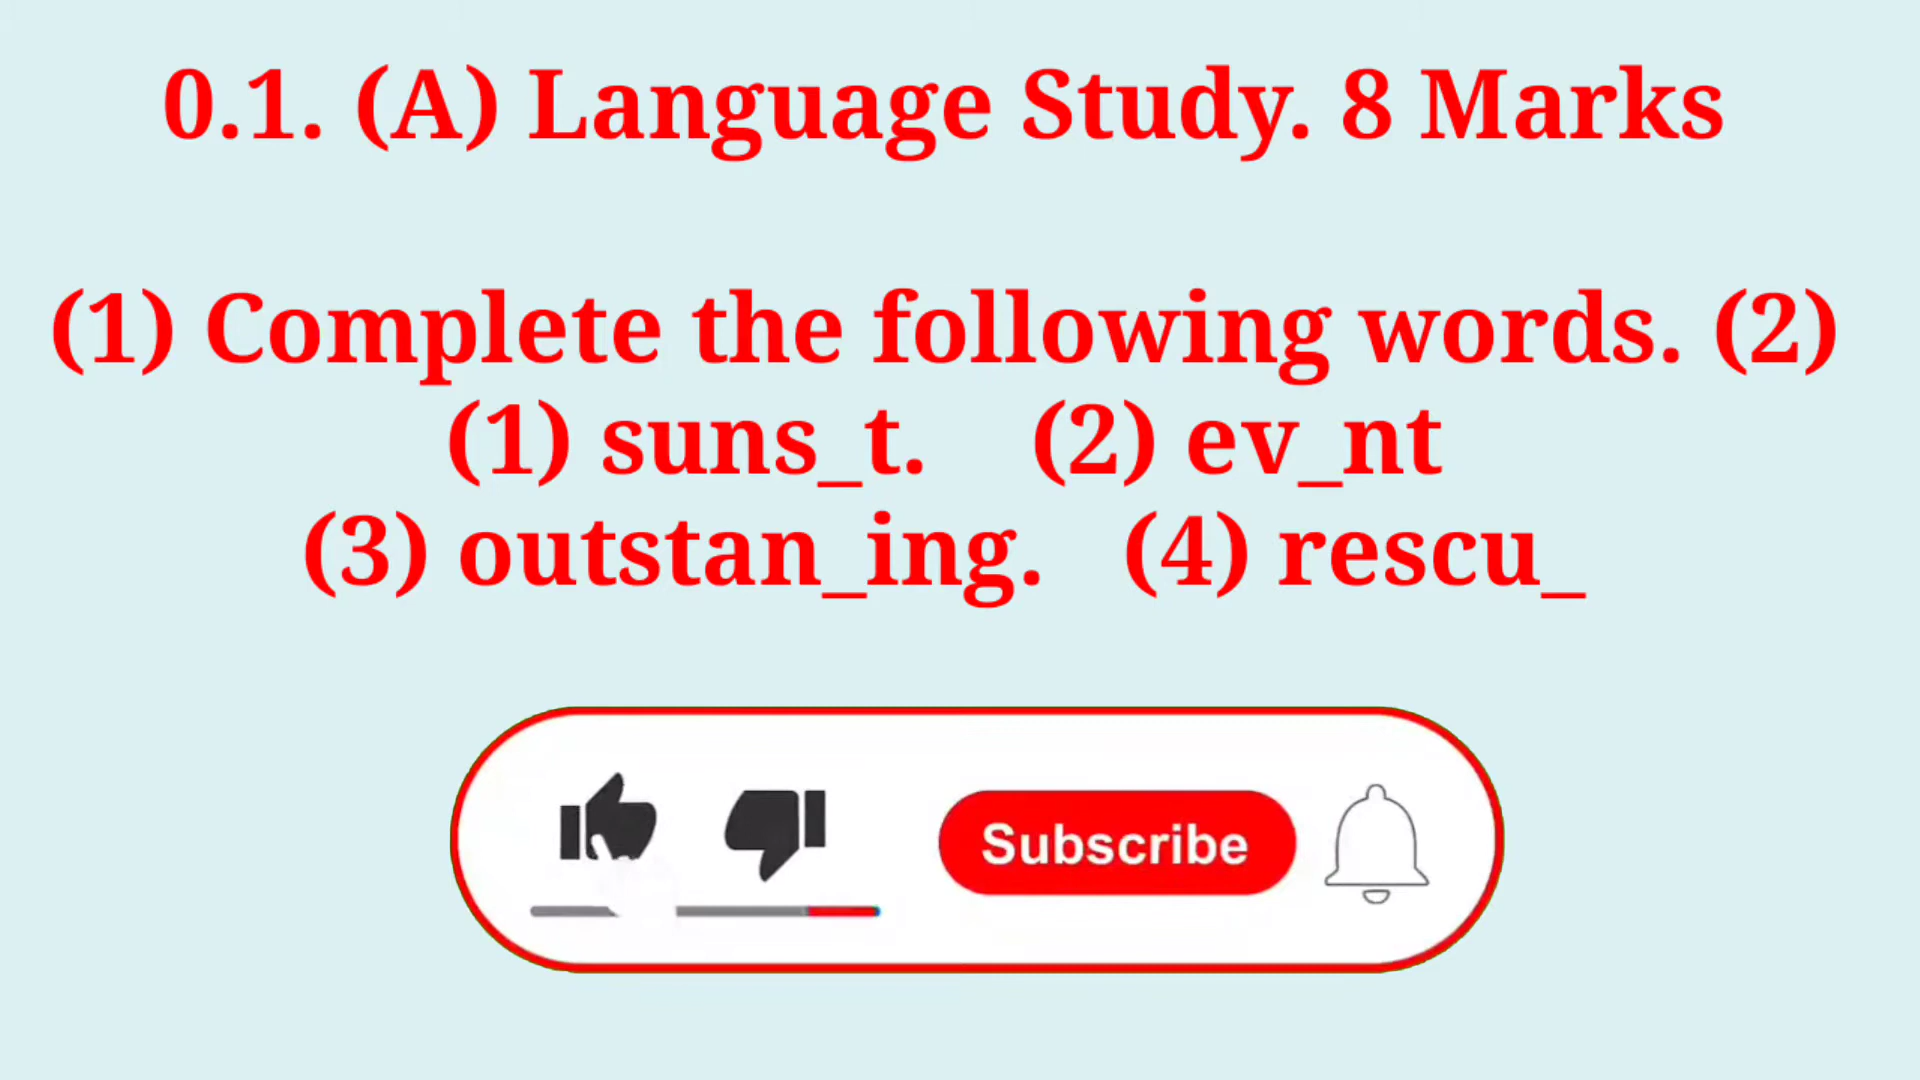 0.1. (A) Language Study. 8 Marks
(1) Complete the following words. (2)
(1) suns_t. (2) ev_nt
(3) outstan_ing. (4) rescu_
Subscribe